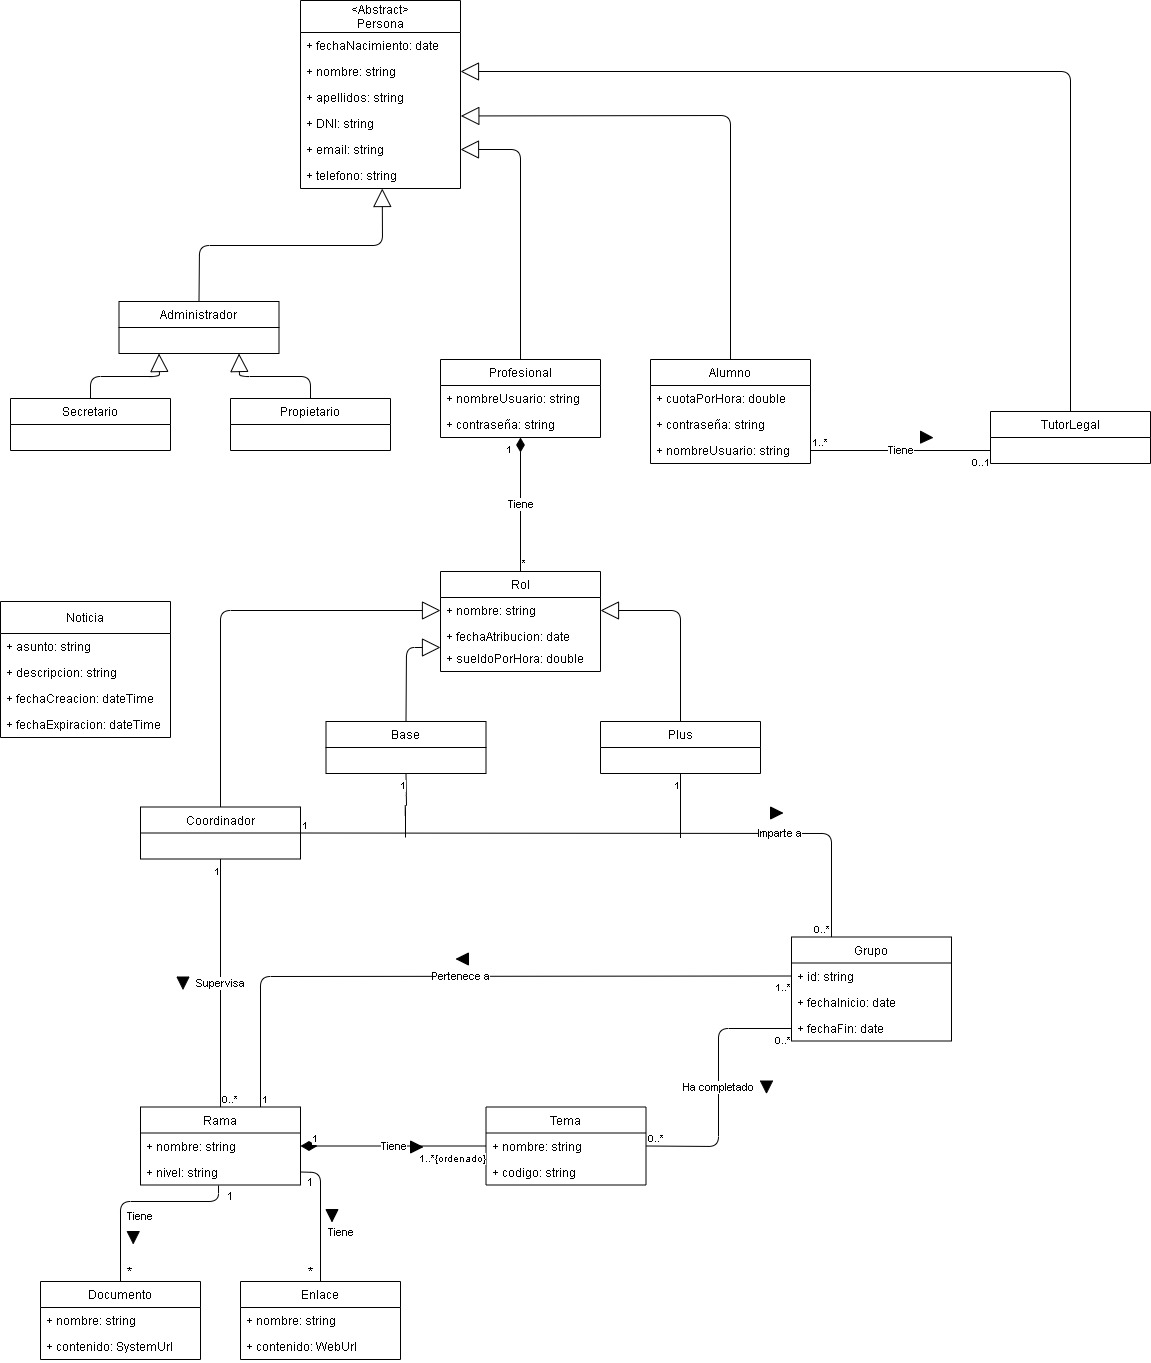 <Abstract>
Persona
+ fechaNacimiento: date
+ nombre: string
+ apellidos: string
+ DNI: string
+ email: string
+ telefono: string
Administrador
Secretario
Propietario
Profesional
+ nombreUsuario: string
+ contraseña: string
1
Tiene
*
Alumno
+ cuotaPorHora: double
+ contraseña: string
+ nombreUsuario: string
1..*
Tiene
0..1
TutorLegal
Rol
+ nombre: string
+ fechaAtribucion: date
+ sueldoPorHora: double
Noticia
+ asunto: string
+ descripcion: string
+ fechaCreacion: dateTime
+ fechaExpiracion: dateTime
Base
1
Plus
1
Coordinador
1
Imparte a
0..*
1
Supervisa
0..*
Grupo
+ id: string
+ fechaInicio: date
+ fechaFin: date
Pertenece a
1..*
1
0..*
Ha completado
0..*
Rama
+ nombre: string
+ nivel: string
1
Tiene
1..*{ordenado}
Tema
+ nombre: string
+ codigo: string
1
Tiene
*
1
Tiene
*
Documento
+ nombre: string
+ contenido: SystemUrl
Enlace
+ nombre: string
+ contenido: WebUrl